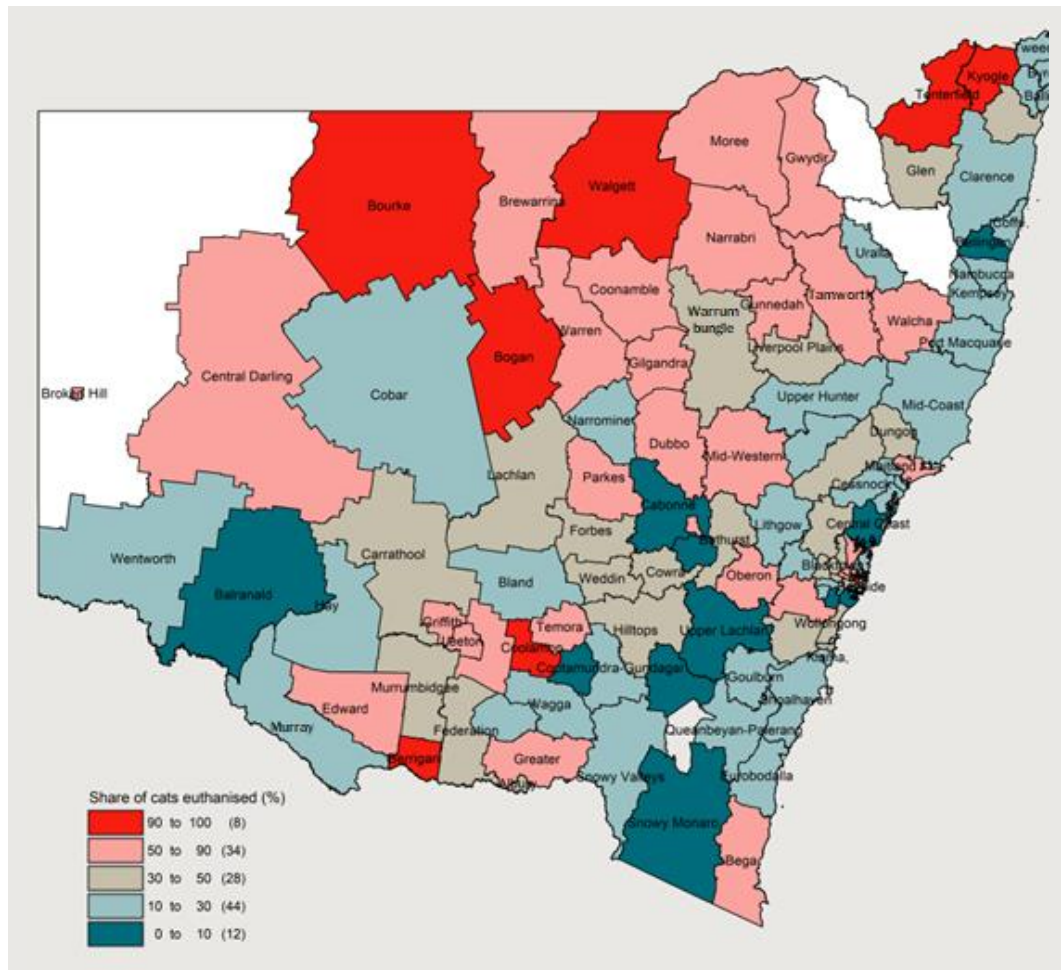 Tweed
Kyogle
Tenterfield
Moree
Gwydir
Glen
Clarence
Bourke
Brewarrina
Walgett
Narrabri
Uralla
Nambucca
Kempsey
Coonamble
Gunnedah
Tamworth
Walcha
Warrum
bungle
Warren
Port Macquarie
Bogan
Liverpool Plains
Gilgandra
Central Darling
Broken Hill
Cobar
Upper Hunter
Mid-Coast
Narromine
Dungog
Dubbo
Mid-Western
Lachlan
Parkes
Maitland
Cessnock
Cabonne
Central Coast
Forbes
Lithgow
Bathurst
Wentworth
Carrathool
Bland
Weddin
Cowra
Oberon
Balranald
Hay
Griffith
Temora
Hilltops
Upper Lachlan
Wollongong
Leeton
Coolamon
Cootamundra-Gundagai
Kiama,
Goulburn
Shoalhaven
Murrumbidgee
Edward
Wagga
Murray
Federation
Queanbeyan-Palerang
Berrigan
Greater
Albury
Snowy Valleys
Eurobodalla
Snowy Monaro
Bega
Share of cats euthanised (%)
90 to 100 (8)
50 to 90 (34)
30 to 50 (28)
10 to 30 (44)
0 to 10 (12)